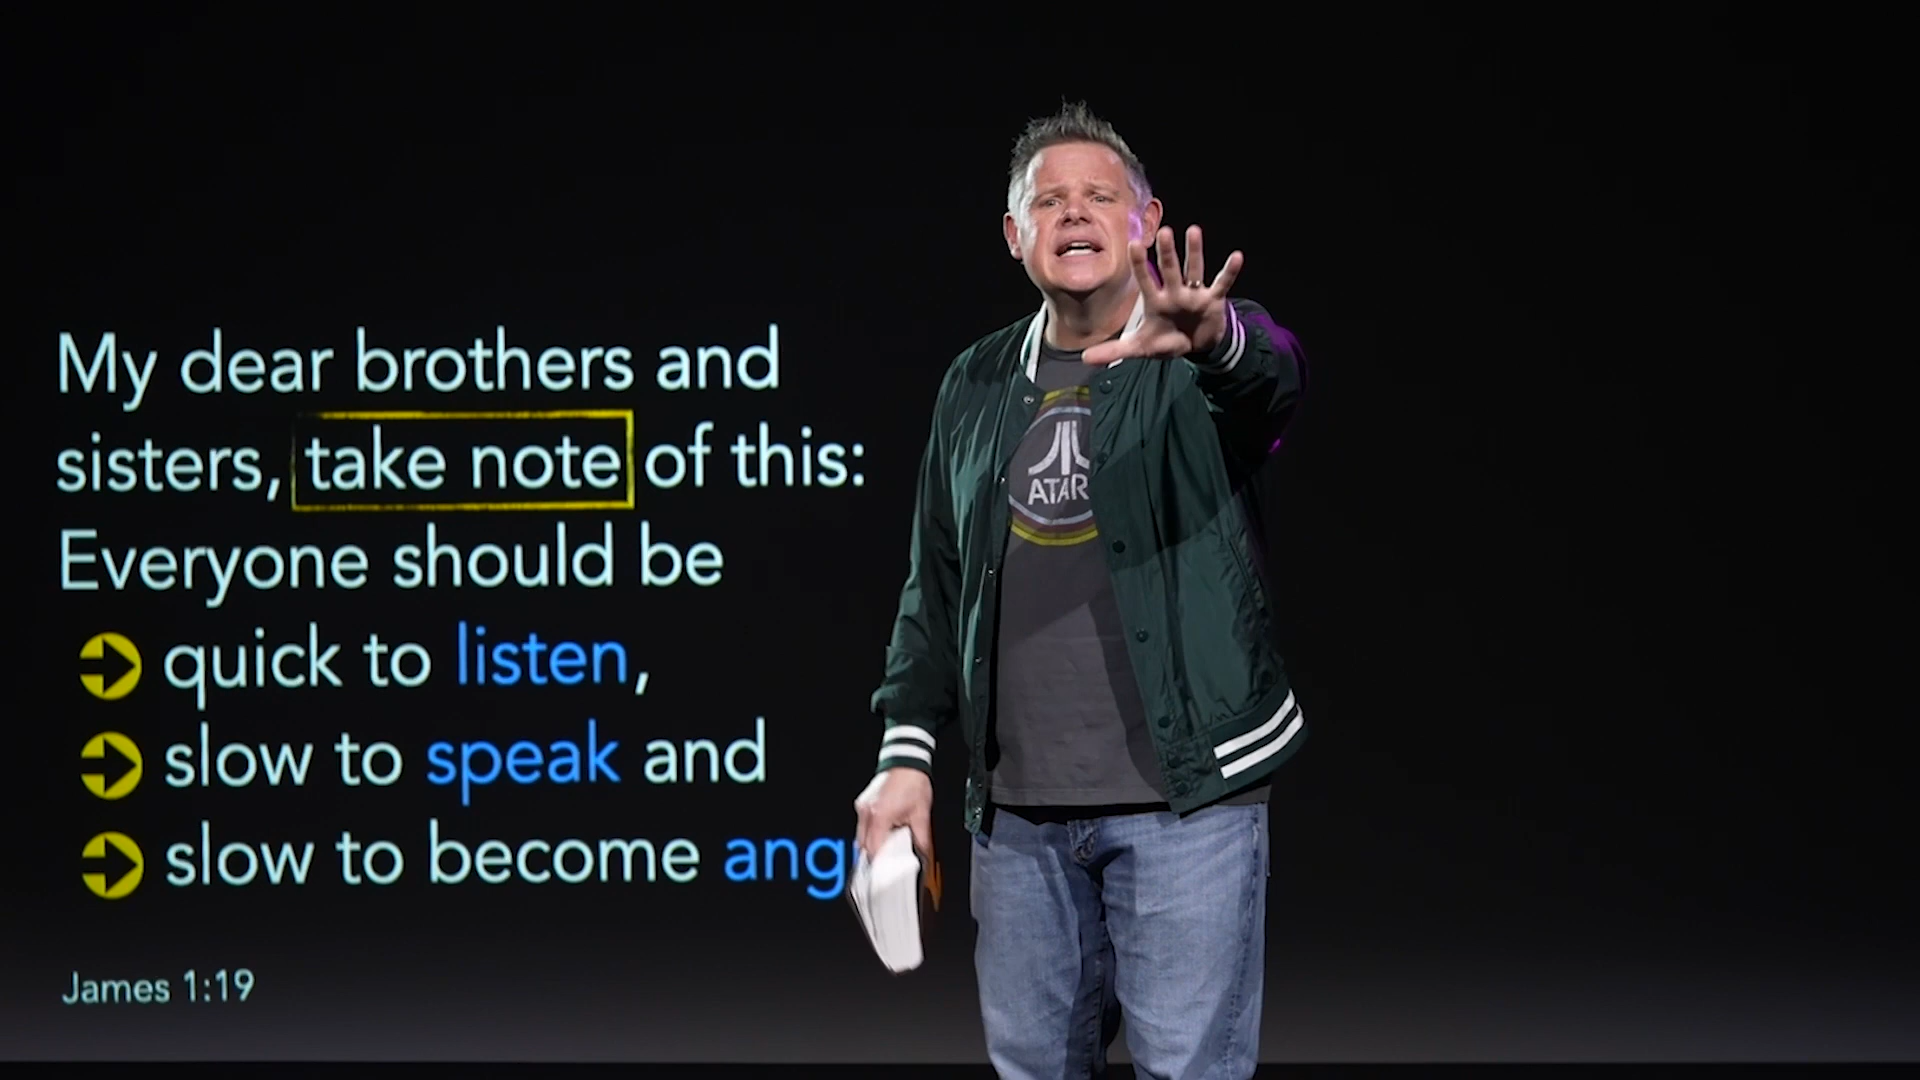 My dear brothers and
sisters, take note of this:
Everyone should be
quick to listen,
slow to speak and
slow to become
James 1:19
ATAR